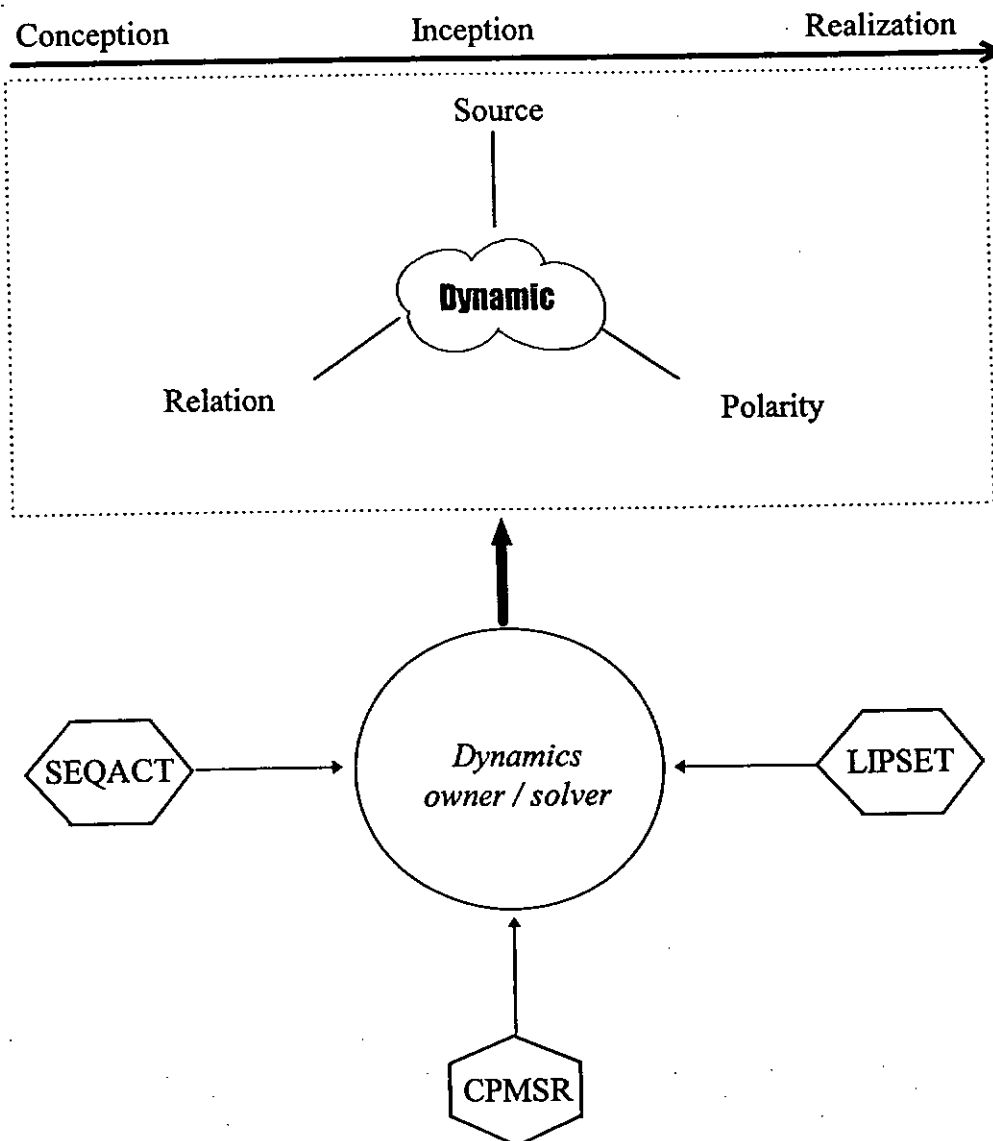 Conception Inception Realization
Source
Dynamic
Relation Polarity
SEQACT Dynamics owner / solver LIPSET
CPMSR